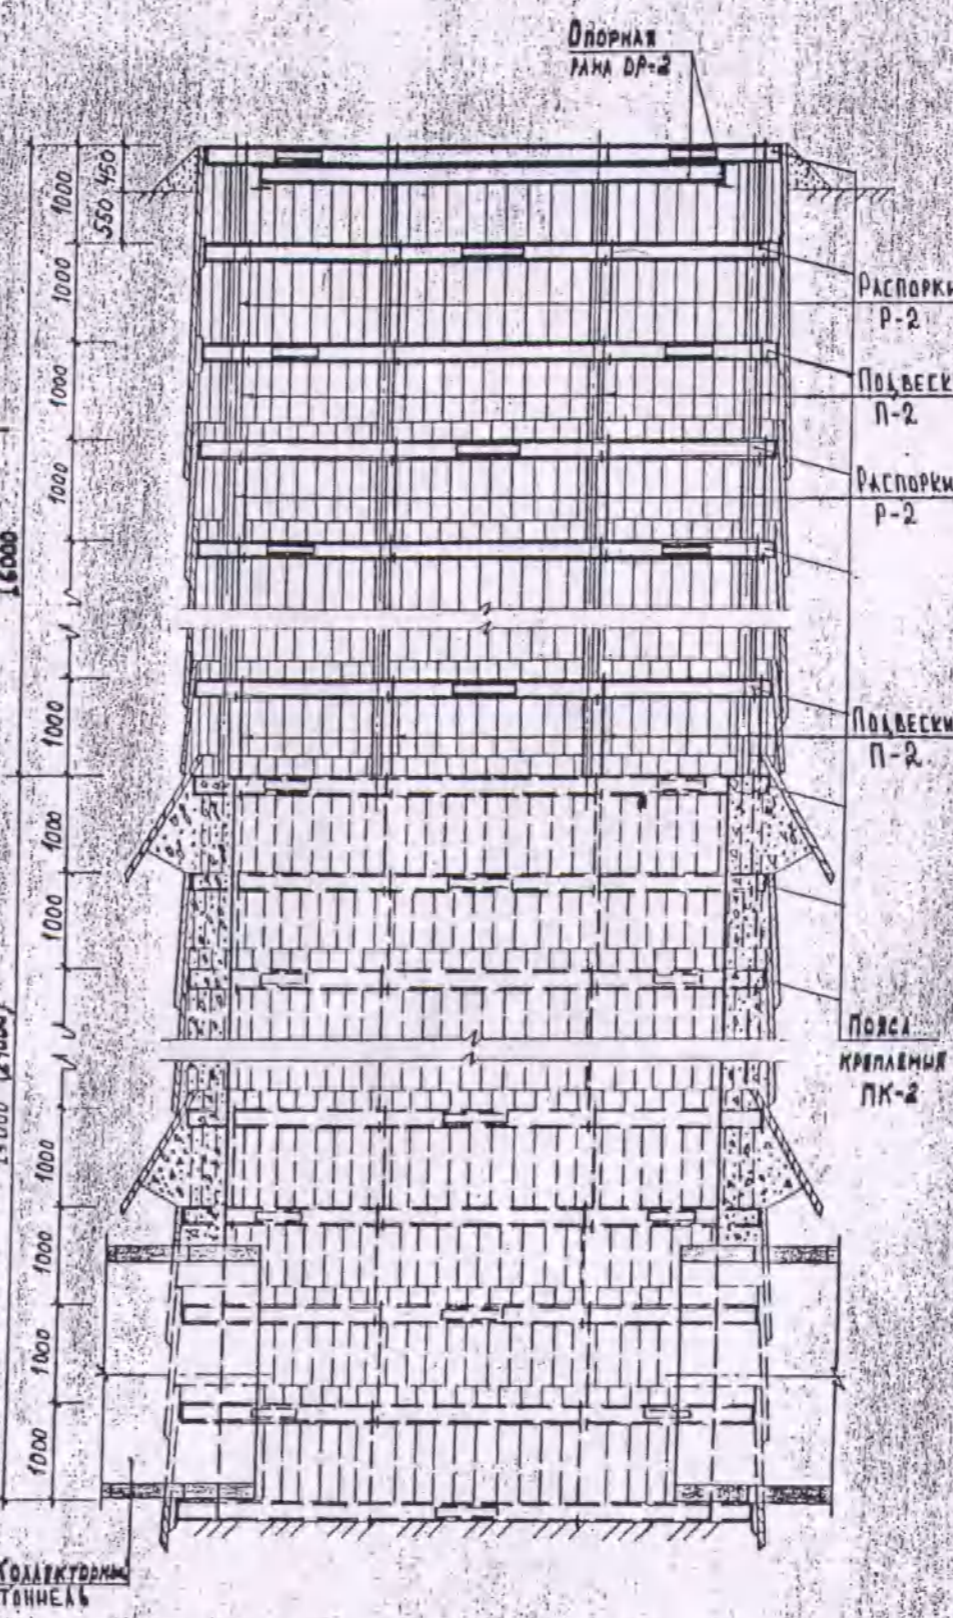 Опорная
рама ОР-2
1000
450
550
1000
Распорки
Р-2
1000
Подвески
П-2
1000
Распорки
Р-2
16000
1000
Подвески
П-2
1000
1000
Пояса
крепления
ПК-2
1000
1000
1000
1000
Коллекторный
тоннель